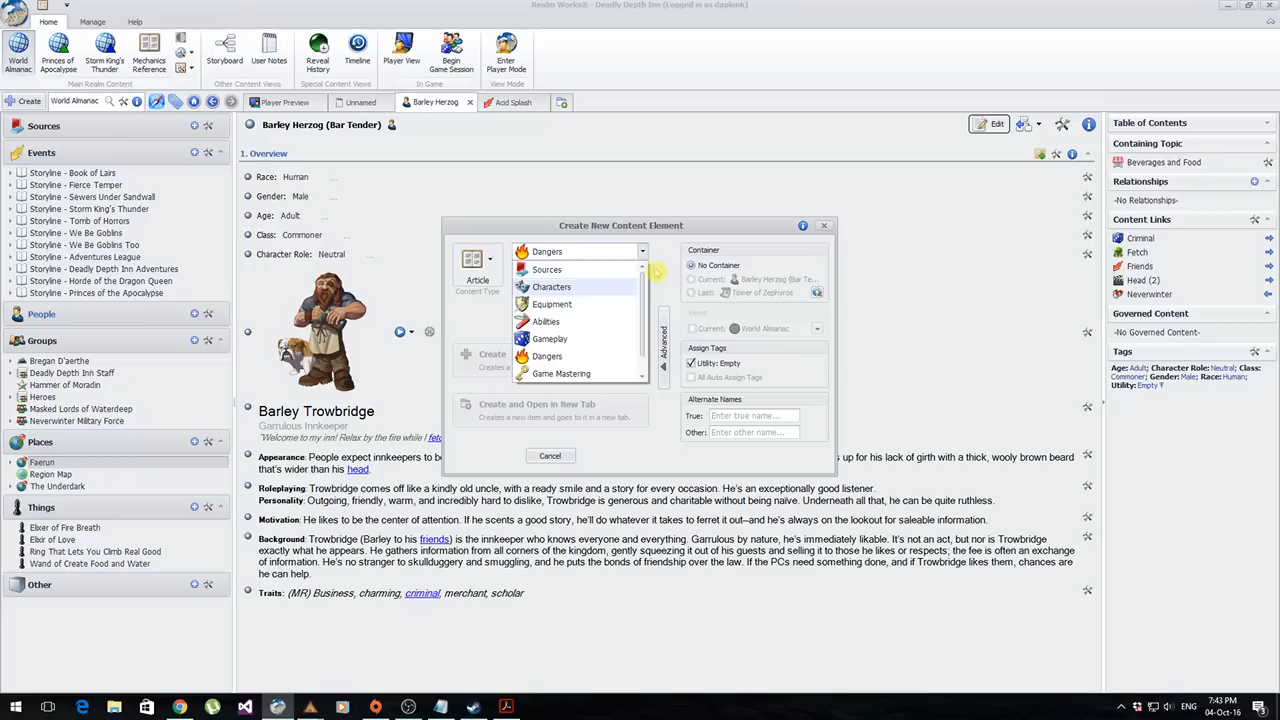 Realm Works® - Deadly Depth Inn (Logged in as daplunk)
Home
Manage
Help
World Almanac
Princes of Apocalypse
Storm King's Thunder
Mechanics Reference
Storyboard
User Notes
Reveal History
Timeline
Player View
Begin Game Session
Enter Player Mode
Main Realm Content
Other Content Views
Special Content Views
In Game
View Mode
Create
World Almanac
Player Preview
Unnamed
Barley Herzog
Acid Splash
Sources
Events
Storyline - Book of Lairs
Storyline - Fierce Temper
Storyline - Sewers Under Sandwall
Storyline - Storm King's Thunder
Storyline - Tomb of Horrors
Storyline - We Be Goblins
Storyline - We Be Goblins Too
Storyline - Adventures League
Storyline - Deadly Depth Inn Adventures
Storyline - Horde of the Dragon Queen
Storyline - Princes of the Apocalypse
People
Groups
Bregan D'aerthe
Deadly Depth Inn Staff
Hammer of Moradin
Heroes
Masked Lords of Waterdeep
Neverwinter Military Force
Places
Faerun
Region Map
The Underdark
Things
Elixer of Fire Breath
Elixir of Love
Ring That Lets You Climb Real Good
Wand of Create Food and Water
Other
Barley Herzog (Bar Tender)
Edit
1. Overview
Race: Human ...
Gender: Male ...
Age: Adult ...
Class: Commoner ...
Character Role: Neutral ...
Barley Trowbridge
Garrulous Innkeeper
"Welcome to my inn! Relax by the fire while I
Appearance: People expect innkeepers to be
up for his lack of girth with a thick, wooly brown beard
that's wider than his head.
Roleplaying: Trowbridge comes off like a kindly old uncle, with a ready smile and a story for every occasion. He's an exceptionally good listener.
Personality: Outgoing, friendly, warm, and incredibly hard to dislike, Trowbridge is generous and charitable without being naïve. Underneath all that, he can be quite ruthless.
Motivation: He likes to be the center of attention. If he scents a good story, he'll do whatever it takes to ferret it out—and he's always on the lookout for saleable information.
Background: Trowbridge (Barley to his friends) is the innkeeper who knows everyone and everything. Garrulous by nature, he's immediately likable. It's not an act, but nor is Trowbridge
exactly what he appears. He gathers information from all corners of the kingdom, gently squeezing it out of his guests and selling it to those he likes or respects; the fee is often an exchange
of information. He's no stranger to skullduggery and smuggling, and he puts the bonds of friendship over the law. If the PCs need something done, and if Trowbridge likes them, chances are
he can help.
Traits: (MR) Business, charming, criminal, merchant, scholar
Create New Content Element
Article
Content Type
Dangers
Sources
Characters
Equipment
Abilities
Gameplay
Dangers
Game Mastering
Create
Create and Open in New Tab
Creates a new item and goes to it in a new tab.
Cancel
Advanced
Container
No Container
Current: Barley Herzog (Bar Te...
Last: Tower of Zephyros
Views
Current: World Almanac
Assign Tags
Utility: Empty
All Auto Assign Tags
Alternate Names
True: Enter true name...
Other: Enter other name...
Table of Contents
Containing Topic
Beverages and Food
Relationships
-No Relationships-
Content Links
Criminal
Fetch
Friends
Head (2)
Neverwinter
Governed Content
-No Governed Content-
Tags
Age: Adult; Character Role: Neutral; Class:
Commoner; Gender: Male; Race: Human;
Utility: Empty
7:43 PM
04-Oct-16